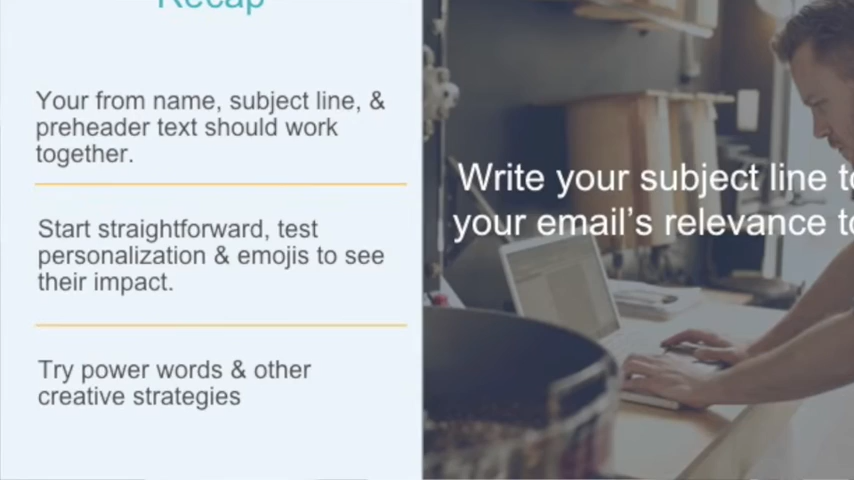 Recap
Your from name, subject line, &
preheader text should work
together.
Start straightforward, test
personalization & emojis to see
their impact.
Try power words & other
creative strategies
Write your subject line to
your email’s relevance to